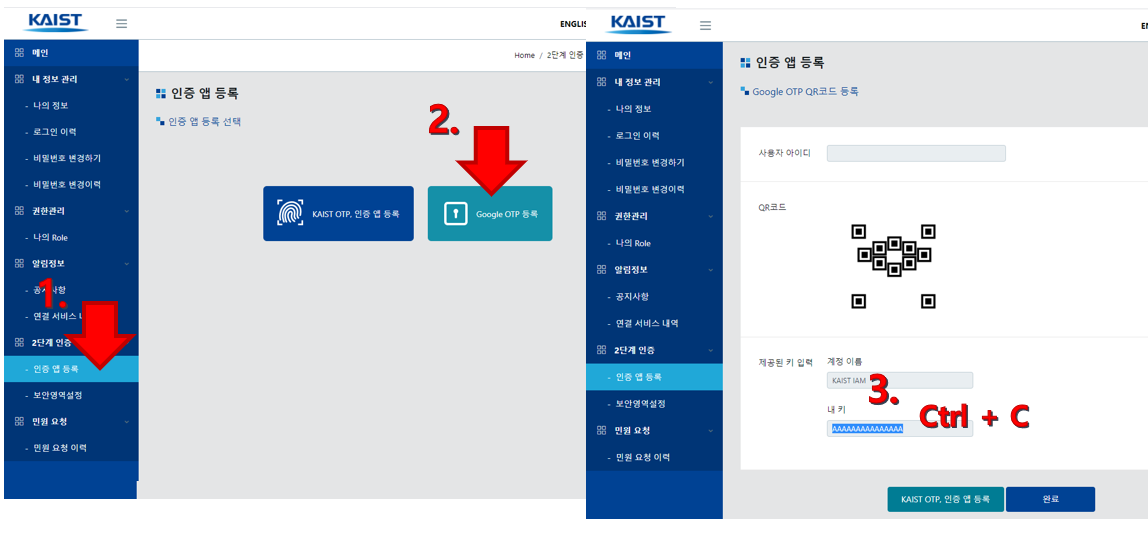 KAIST
ENGLIS
메인
Home / 2단계 인증
내 정보 관리
- 나의 정보
- 로그인 이력
- 비밀번호 변경하기
- 비밀번호 변경이력
권한관리
- 나의 Role
알림정보
- 공지사항
- 연결 서비스 내역
2단계 인증
- 인증 앱 등록
- 보안영역설정
민원 요청
- 민원 요청 이력
인증 앱 등록
인증 앱 등록 선택
KAIST OTP, 인증 앱 등록
Google OTP 등록
1.
2.
KAIST
EN
메인
내 정보 관리
- 나의 정보
- 로그인 이력
- 비밀번호 변경하기
- 비밀번호 변경이력
권한관리
- 나의 Role
알림정보
- 공지사항
- 연결 서비스 내역
2단계 인증
- 인증 앱 등록
- 보안영역설정
민원 요청
- 민원 요청 이력
인증 앱 등록
Google OTP QR코드 등록
사용자 아이디
QR코드
제공된 키 입력
계정 이름
KAIST IAM
3.
내 키
Ctrl + C
AAAAAAAAAAAAAAA
KAIST OTP, 인증 앱 등록
완료